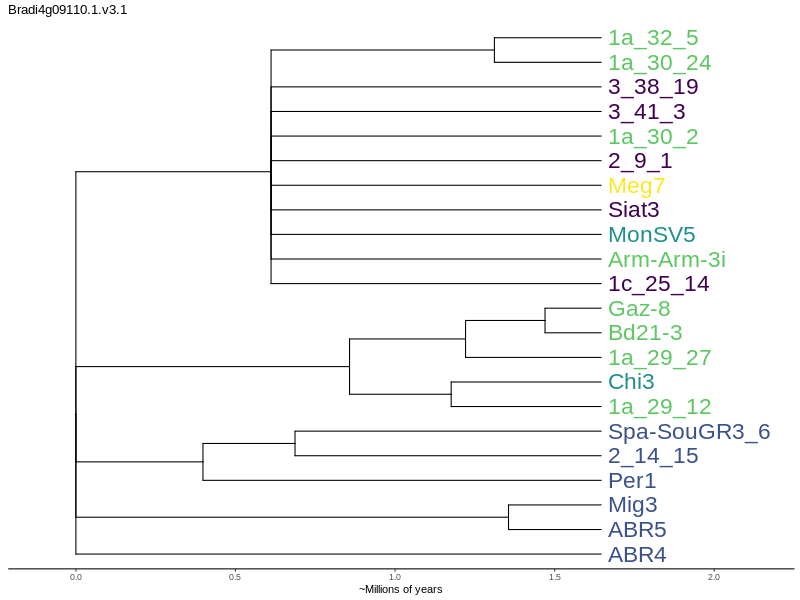 Bradi4g09110.1.v3.1
1a_32_5
1a_30_24
3_38_19
3_41_3
1a_30_2
2_9_1
Meg7
Siat3
MonSV5
Arm-Arm-3i
1c_25_14
Gaz-8
Bd21-3
1a_29_27
Chi3
1a_29_12
Spa-SouGR3_6
2_14_15
Per1
Mig3
ABR5
ABR4
0.0 0.5 1.0 1.5 2.0
~Millions of years